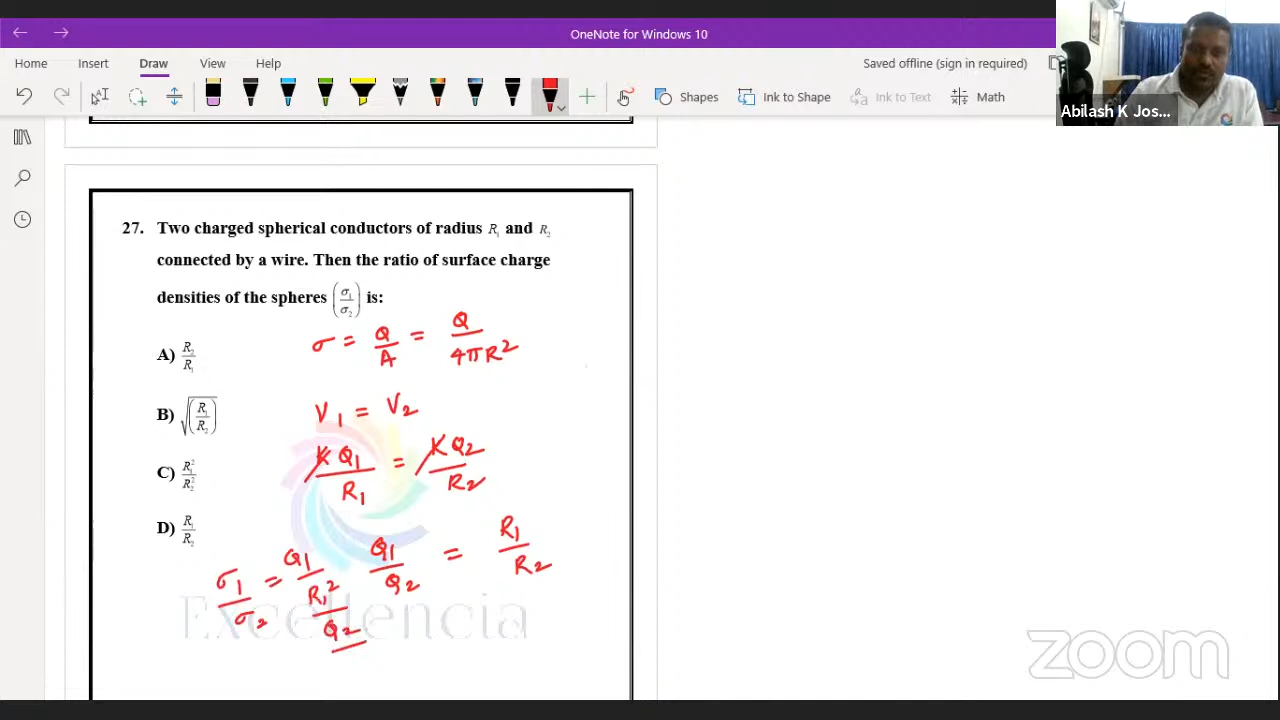 OneNote for Windows 10
Home Insert Draw View Help
Saved offline (sign in required)
Shapes Ink to Shape Ink to Text Math
Abilash K Jos...
27. Two charged spherical conductors of radius R₁ and R₂
connected by a wire. Then the ratio of surface charge
densities of the spheres (σ₁/σ₂) is:
σ = Q/A = Q/4πR²
A) R₂/R₁
V₁ = V₂
B) √(R₁/R₂)
KQ₁/R₁ = KQ₂/R₂
C) R₁²/R₂²
D) R₁/R₂
Q₁/Q₂ = R₁/R₂
σ₁/σ₂ = Q₁/R₁²/Q₂
Excellencia
zoom